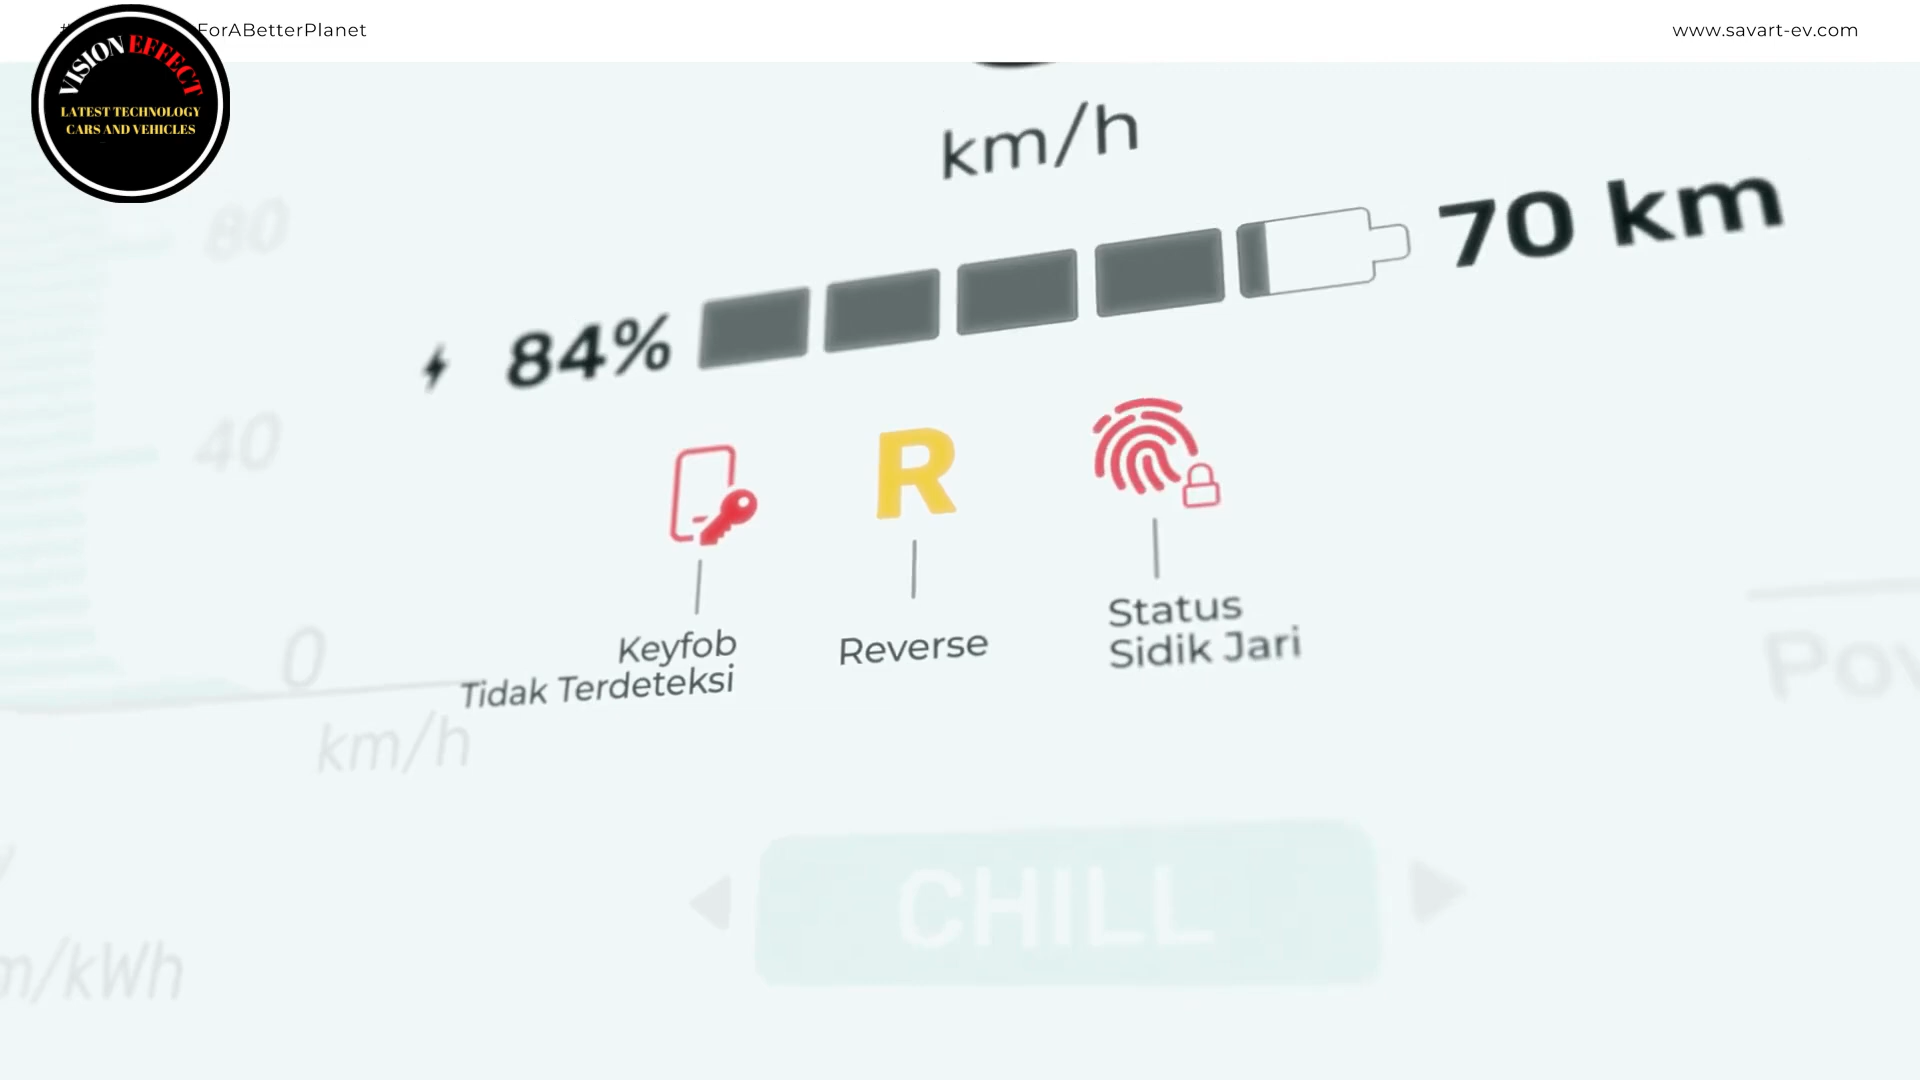 ForABetterPlanet
www.savart-ev.com
VISION EFFECT
LATEST TECHNOLOGY
CARS AND VEHICLES
km/h
70 km
84%
80
40
0
km/h
R
Keyfob
Tidak Terdeteksi
Reverse
Status
Sidik Jari
CHILL
m/kWh